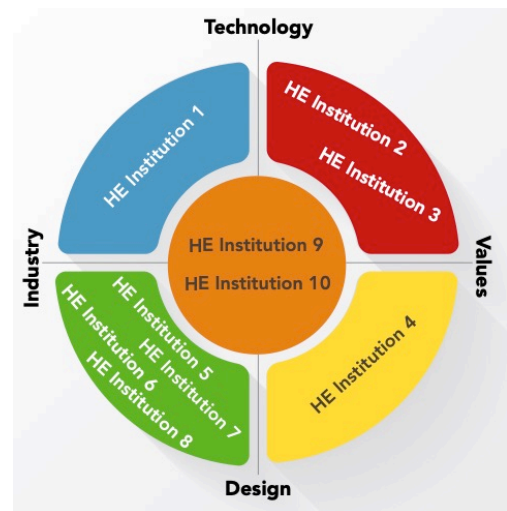 Technology
HE Institution 1
HE Institution 2
HE Institution 3
Industry
HE Institution 9
HE Institution 10
Values
HE Institution 5
HE Institution 6
HE Institution 7
HE Institution 8
HE Institution 4
Design